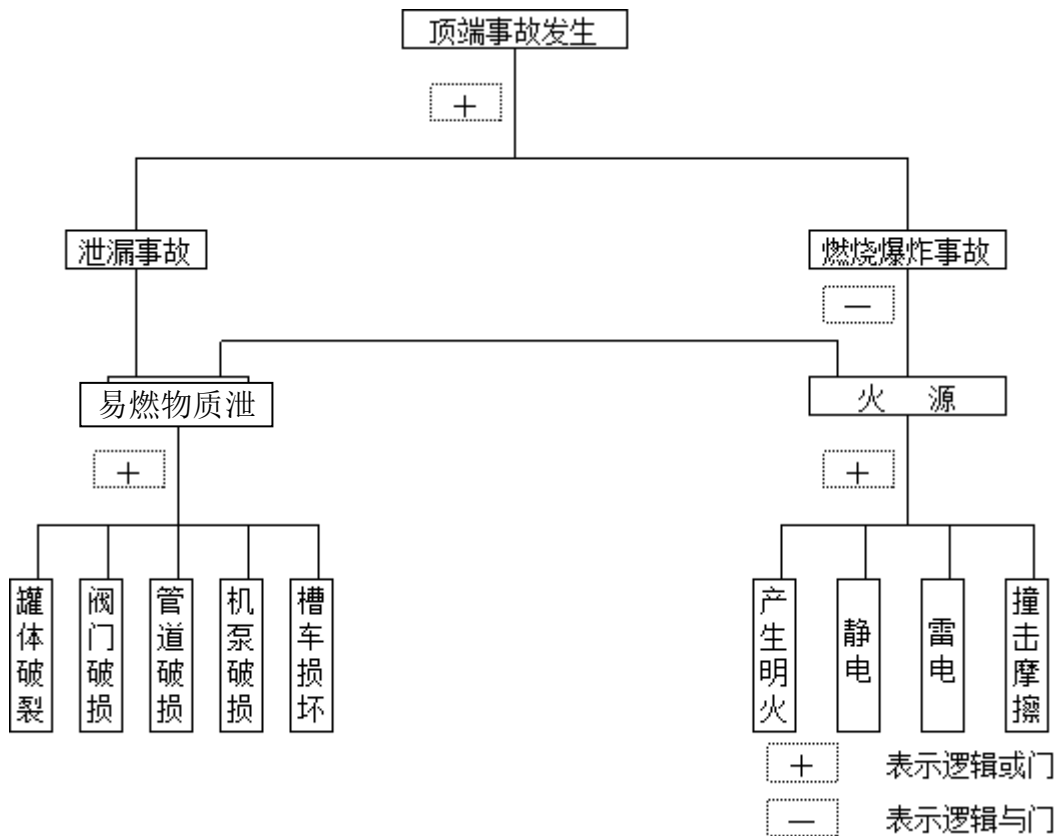 顶端事故发生
+
泄漏事故
燃烧爆炸事故
—
易燃物质泄
火 源
+
+
罐体破裂
阀门破损
管道破损
机泵破损
槽车损坏
产生明火
静电
雷电
撞击摩擦
+ 表示逻辑或门
— 表示逻辑与门